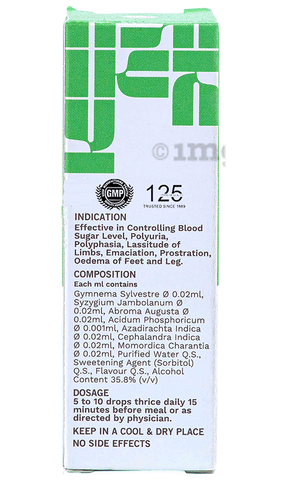 © 1mg
GMP
125
TRUSTED SINCE 1889
INDICATION
Effective in Controlling Blood
Sugar Level, Polyuria,
Polyphasia, Lassitude of
Limbs, Emaciation, Prostration,
Oedema of Feet and Leg.
COMPOSITION
Each ml contains
Gymnema Sylvestre Ø 0.02ml,
Syzygium Jambolanum Ø
0.02ml, Abroma Augusta Ø
0.02ml, Acidum Phosphoricum
Ø 0.001ml, Azadirachta Indica
Ø 0.02ml, Cephalandra Indica
Ø 0.02ml, Momordica Charantia
Ø 0.02ml, Purified Water Q.S.,
Sweetening Agent (Sorbitol)
Q.S., Flavour Q.S., Alcohol
Content 35.8% (v/v)
DOSAGE
5 to 10 drops thrice daily 15
minutes before meal or as
directed by physician.
KEEP IN A COOL & DRY PLACE
NO SIDE EFFECTS